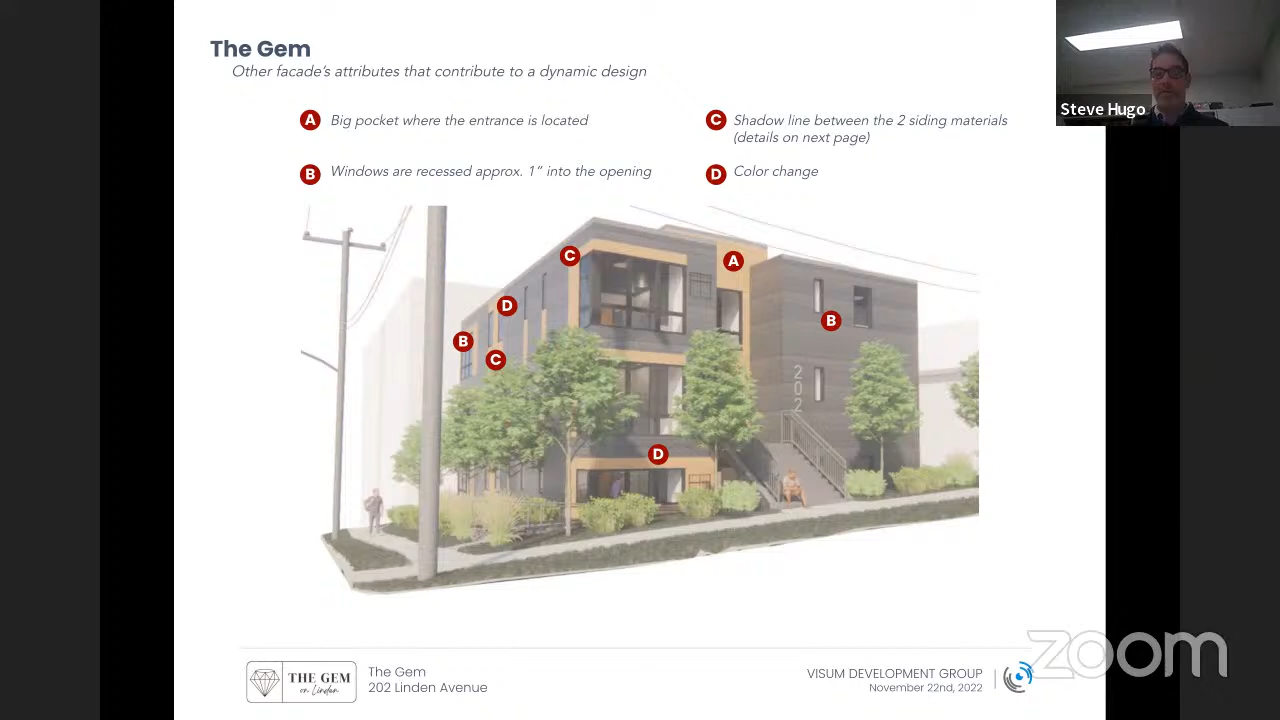 The Gem
Other facade's attributes that contribute to a dynamic design
A Big pocket where the entrance is located
B Windows are recessed approx. 1" into the opening
C Shadow line between the 2 siding materials
(details on next page)
D Color change
Steve Hugo
C
A
D
B
B
C
202
D
THE GEM
on Linden
The Gem
202 Linden Avenue
VISUM DEVELOPMENT GROUP
November 22nd, 2022
zoom